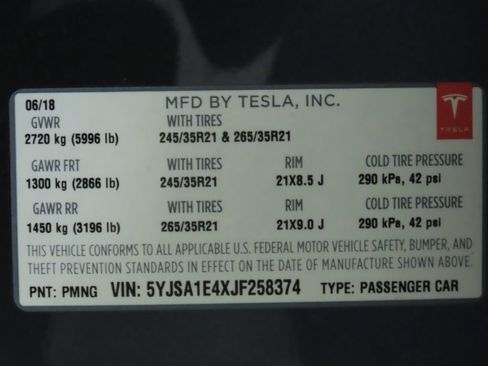 06/18 MFD BY TESLA, INC.
GVWR WITH TIRES
2720 kg (5996 lb) 245/35R21 & 265/35R21
TESLA
GAWR FRT WITH TIRES RIM COLD TIRE PRESSURE
1300 kg (2866 lb) 245/35R21 21X8.5 J 290 kPa, 42 psi
GAWR RR WITH TIRES RIM COLD TIRE PRESSURE
1450 kg (3196 lb) 265/35R21 21X9.0 J 290 kPa, 42 psi
THIS VEHICLE CONFORMS TO ALL APPLICABLE U.S. FEDERAL MOTOR VEHICLE SAFETY, BUMPER, AND
THEFT PREVENTION STANDARDS IN EFFECT ON THE DATE OF MANUFACTURE SHOWN ABOVE.
PNT: PMNG VIN: 5YJSA1E4XJF258374 TYPE: PASSENGER CAR